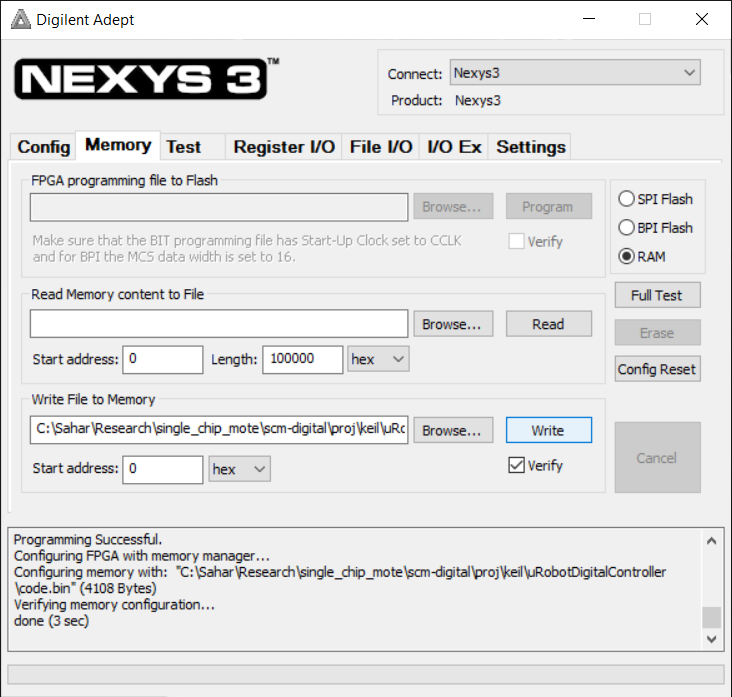 Digilent Adept
NEXYS 3™
Connect: Nexys3
Product: Nexys3
Config Memory Test Register I/O File I/O I/O Ex Settings
FPGA programming file to Flash
Browse... Program
Make sure that the BIT programming file has Start-Up Clock set to CCLK
and for BPI the MCS data width is set to 16.
Verify
SPI Flash
BPI Flash
RAM
Read Memory content to File
Browse... Read
Start address: 0 Length: 100000 hex
Full Test
Erase
Config Reset
Write File to Memory
C:\Sahar\Research\single_chip_mote\scm-digital\proj\keil\uRo Browse... Write
Start address: 0 hex Verify
Cancel
Programming Successful.
Configuring FPGA with memory manager...
Configuring memory with: "C:\Sahar\Research\single_chip_mote\scm-digital\proj\keil\uRobotDigitalController
\code.bin" (4108 Bytes)
Verifying memory configuration...
done (3 sec)